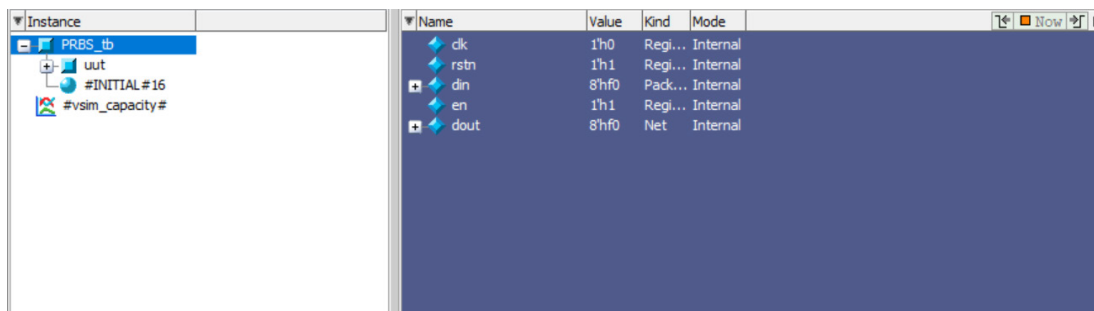 Instance
PRBS_tb
uut
#INITIAL#16
#vsim_capacity#
Name Value Kind Mode Now
clk 1'h0 Regi... Internal
rstn 1'h1 Regi... Internal
din 8'hf0 Pack... Internal
en 1'h1 Regi... Internal
dout 8'hf0 Net Internal